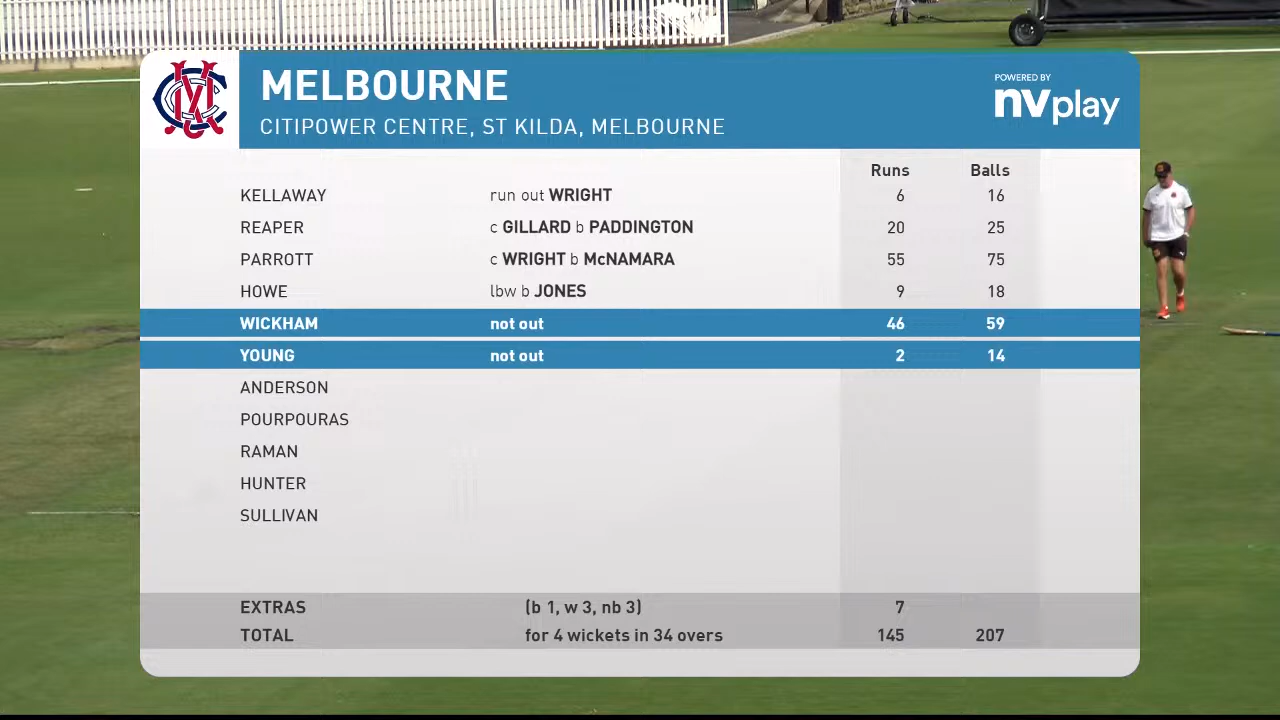 MELBOURNE
CITIPOWER CENTRE, ST KILDA, MELBOURNE
POWERED BY
nvplay
Runs Balls
KELLAWAY run out WRIGHT 6 16
REAPER c GILLARD b PADDINGTON 20 25
PARROTT c WRIGHT b McNAMARA 55 75
HOWE lbw b JONES 9 18
WICKHAM not out 46 59
YOUNG not out 2 14
ANDERSON
POURPOURAS
RAMAN
HUNTER
SULLIVAN
EXTRAS (b 1, w 3, nb 3) 7
TOTAL for 4 wickets in 34 overs 145 207